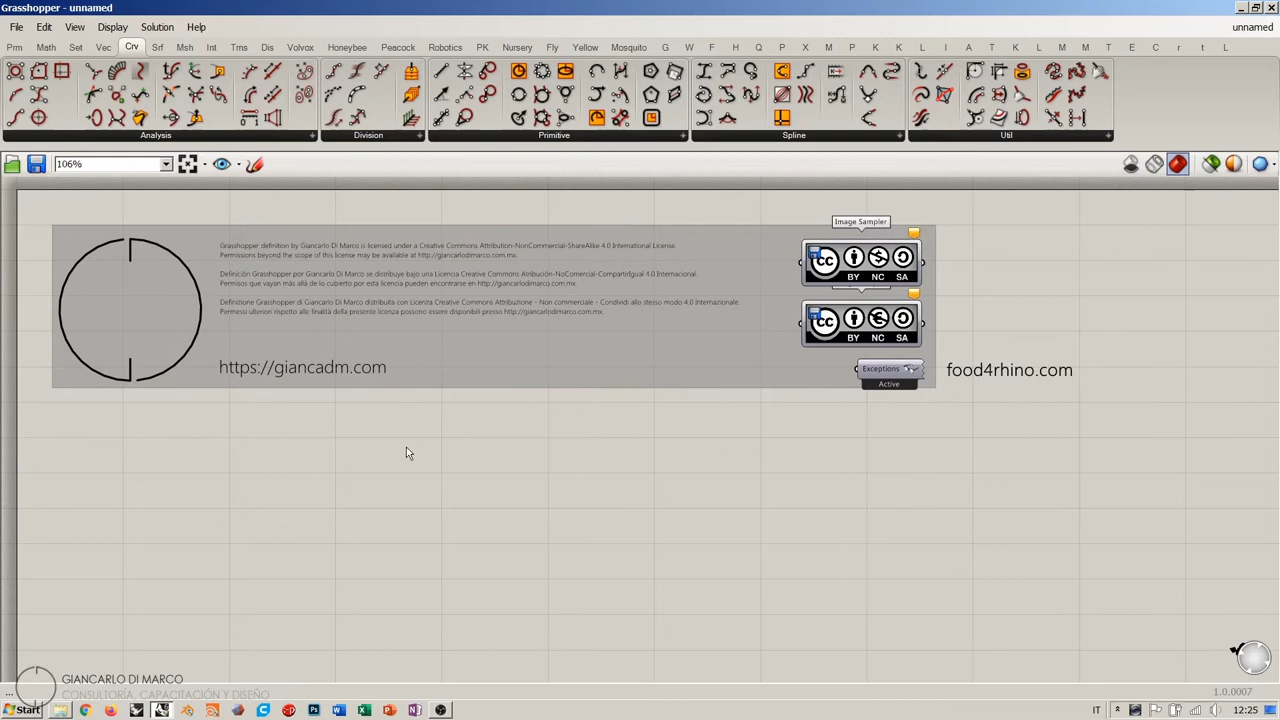 Grasshopper - unnamed
File Edit View Display Solution Help unnamed
Prm Math Set Vec Crv Srf Msh Int Trns Dis Volvox Honeybee Peacock Robotics PK Nursery Fly Yellow Mosquito G W F H Q P X M P K K L I A T K L M M T E C r t L
Analysis Division Primitive Spline Util
106%
Image Sampler
Grasshopper definition by Giancarlo Di Marco is licensed under a Creative Commons Attribution-NonCommercial-ShareAlike 4.0 International License.
Permissions beyond the scope of this license may be available at http://giancarlodimarco.com.mx.
cc BY NC SA
Definición Grasshopper por Giancarlo Di Marco se distribuye bajo una Licencia Creative Commons Atribución-NoComercial-CompartirIgual 4.0 Internacional.
Permisos que vayan más allá de lo cubierto por esta licencia pueden encontrarse en http://giancarlodimarco.com.mx.
Definizione Grasshopper di Giancarlo Di Marco distribuita con Licenza Creative Commons Attribuzione - Non commerciale - Condividi allo stesso modo 4.0 Internazionale.
Permessi ulteriori rispetto alle finalità della presente licenza possono essere disponibili presso http://giancarlodimarco.com.mx.
cc BY NC SA
https://giancadm.com
Exceptions
Active
food4rhino.com
GIANCARLO DI MARCO
CONSULTORÍA, CAPACITACIÓN Y DISEÑO
... 1.0.0007
Start IT 12:25